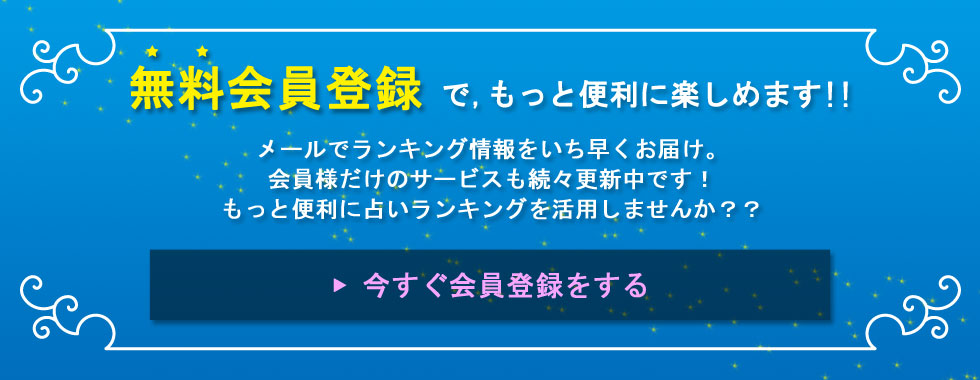 無料会員登録 で,もっと便利に楽しめます!!
メールでランキング情報をいち早くお届け。
会員様だけのサービスも続々更新中です！
もっと便利に占いランキングを活用しませんか？？
▶ 今すぐ会員登録をする